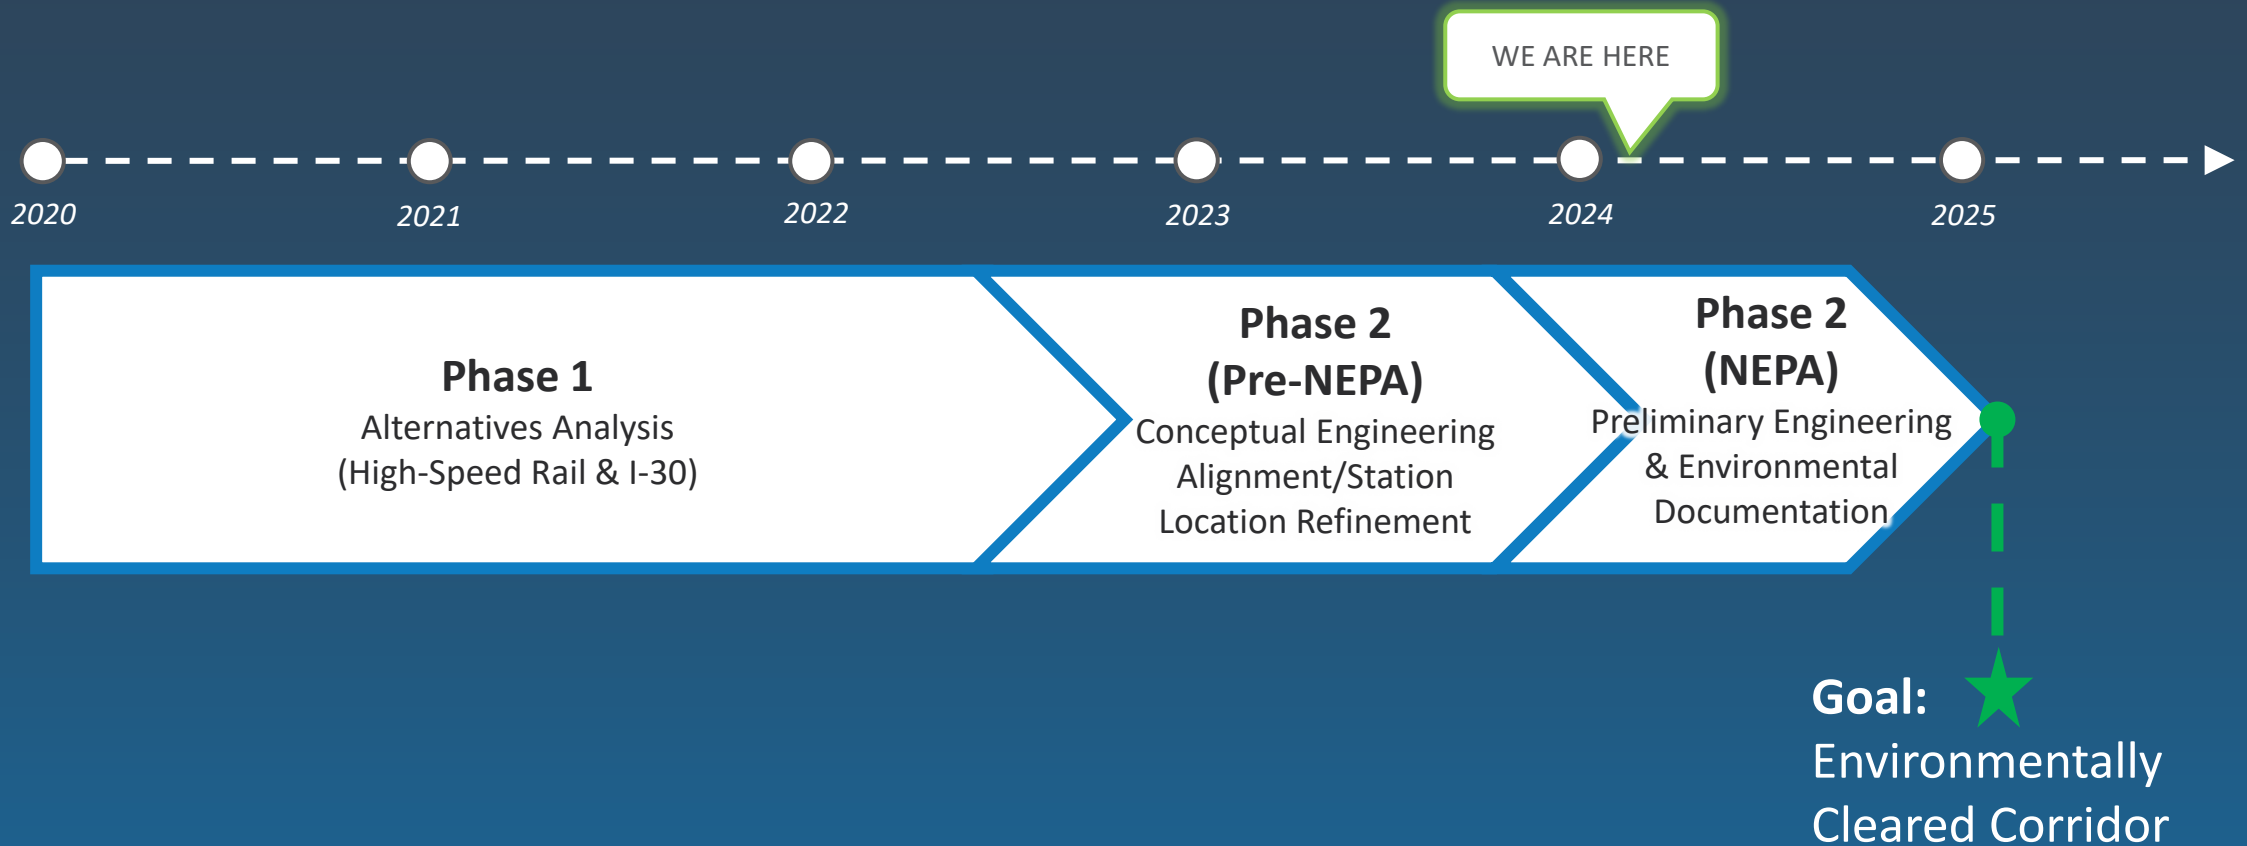 WE ARE HERE
2020
2021
2022
2023
2024
2025
Phase 1
Alternatives Analysis
(High-Speed Rail & I-30)
Phase 2
(Pre-NEPA)
Conceptual Engineering
Alignment/Station
Location Refinement
Phase 2
(NEPA)
Preliminary Engineering
& Environmental
Documentation
Goal:
Environmentally
Cleared Corridor